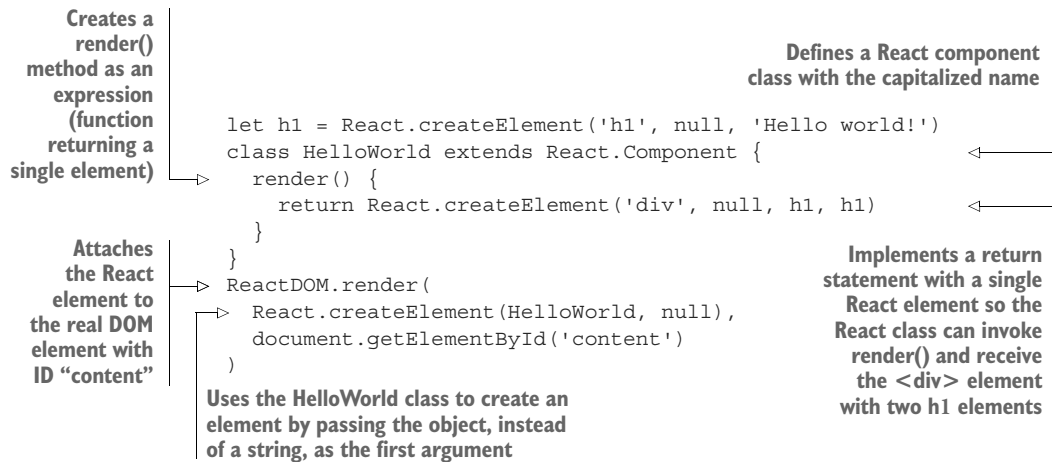 Creates a
render()
method as an
expression
(function
returning a
single element)
Defines a React component
class with the capitalized name
let h1 = React.createElement('h1', null, 'Hello world!')
class HelloWorld extends React.Component {
render() {
return React.createElement('div', null, h1, h1)
}
}
ReactDOM.render(
React.createElement(HelloWorld, null),
document.getElementById('content')
)
Attaches
the React
element to
the real DOM
element with
ID “content”
Implements a return
statement with a single
React element so the
React class can invoke
render() and receive
the <div> element
with two h1 elements
Uses the HelloWorld class to create an
element by passing the object, instead
of a string, as the first argument